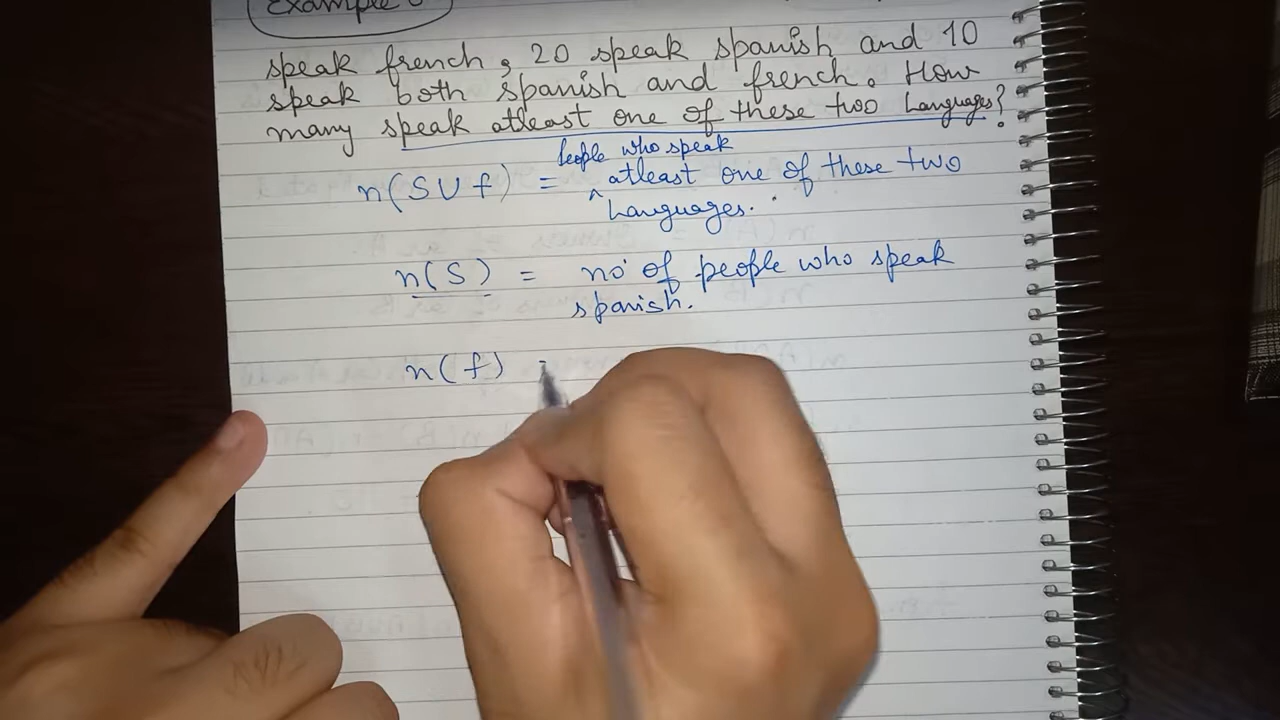 Example
speak french, 20 speak spanish and 10
speak both spanish and french. How
many speak atleast one of these two Languages?
people who speak
n(S∪f) = ^ atleast one of these two
Languages.
n(S) = no of people who speak
spanish.
n(f)